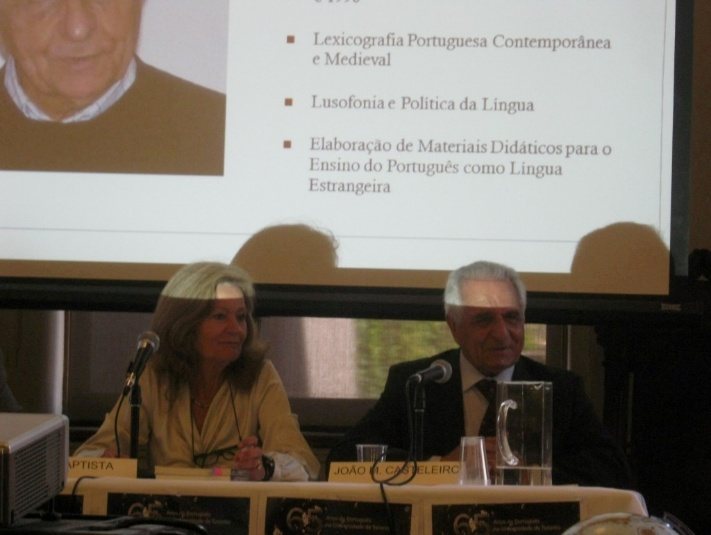 e 1990
Lexicografia Portuguesa Contemporânea
e Medieval
Lusofonia e Política da Língua
Elaboração de Materiais Didáticos para o
Ensino do Português como Língua
Estrangeira
APTISTA
JOÃO M. CASTELEIRO